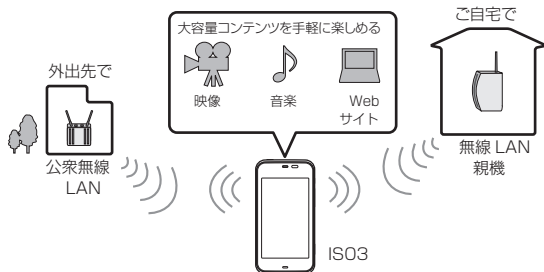 大容量コンテンツを手軽に楽しめる
映像
音楽
Web
サイト
外出先で
公衆無線
LAN
ご自宅で
無線 LAN
親機
IS03